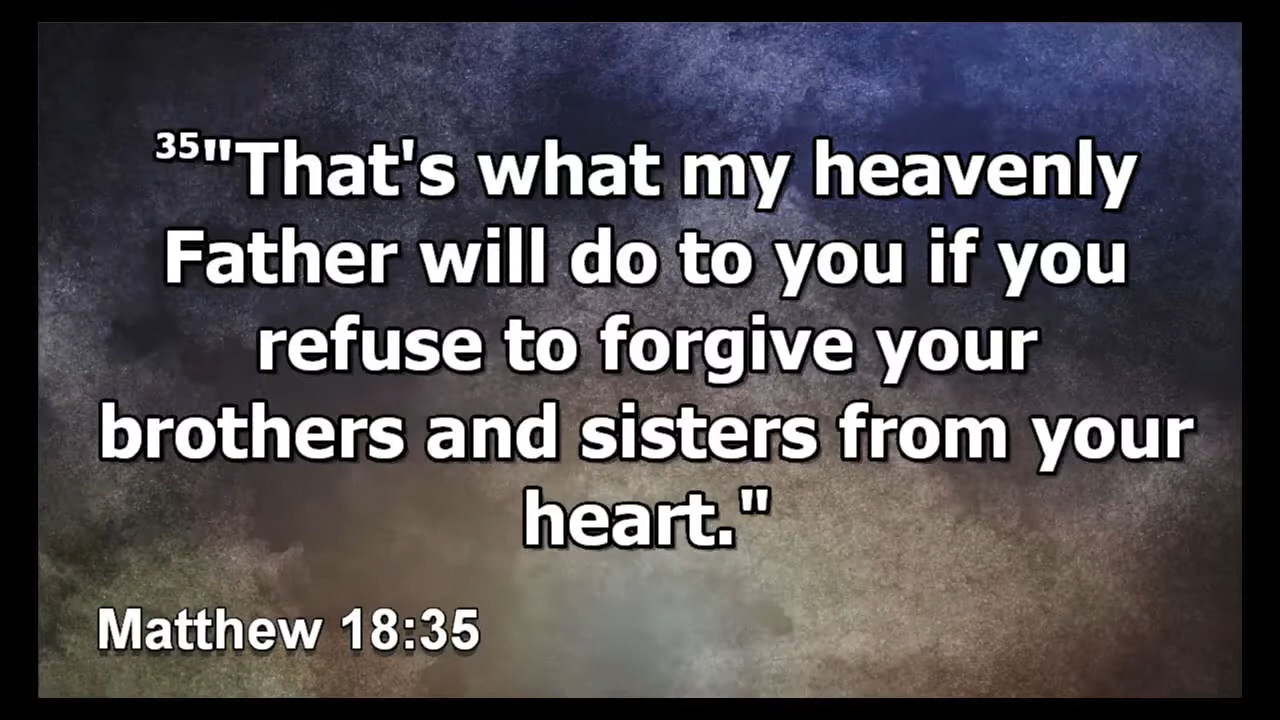 35"That's what my heavenly
Father will do to you if you
refuse to forgive your
brothers and sisters from your
heart."
Matthew 18:35